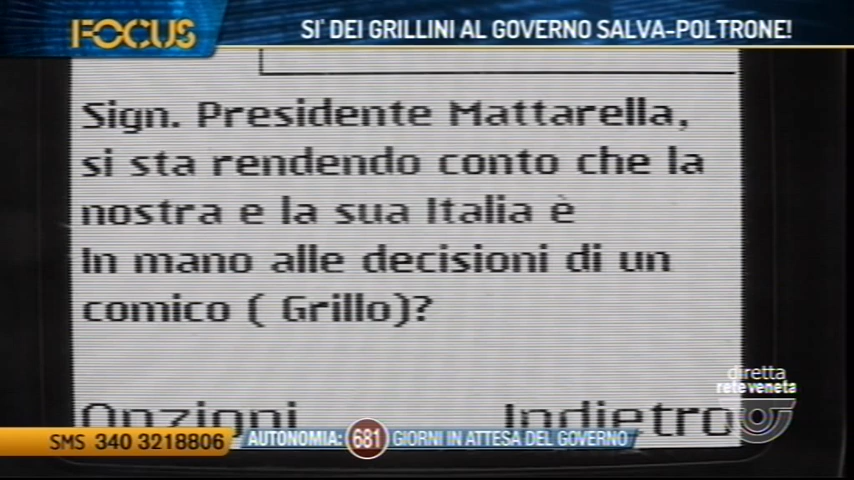 FOCUS
SI' DEI GRILLINI AL GOVERNO SALVA-POLTRONE!
Sign. Presidente Mattarella,
si sta rendendo conto che la
nostra e la sua Italia è
In mano alle decisioni di un
comico ( Grillo)?
Opzioni Indietro
diretta
reteveneta
SMS 340 3218806 AUTONOMIA: 681 GIORNI IN ATTESA DEL GOVERNO